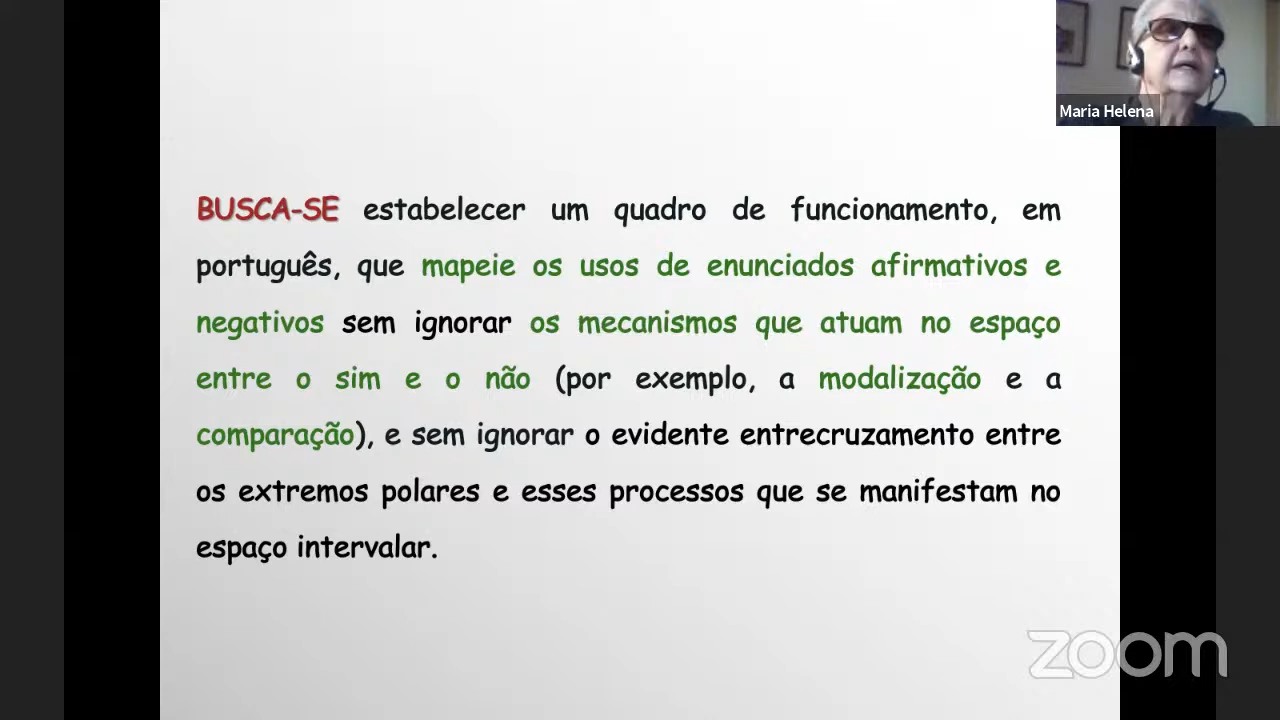 Maria Helena
BUSCA-SE estabelecer um quadro de funcionamento, em
português, que mapeie os usos de enunciados afirmativos e
negativos sem ignorar os mecanismos que atuam no espaço
entre o sim e o não (por exemplo, a modalização e a
comparação), e sem ignorar o evidente entrecruzamento entre
os extremos polares e esses processos que se manifestam no
espaço intervalar.
zoom